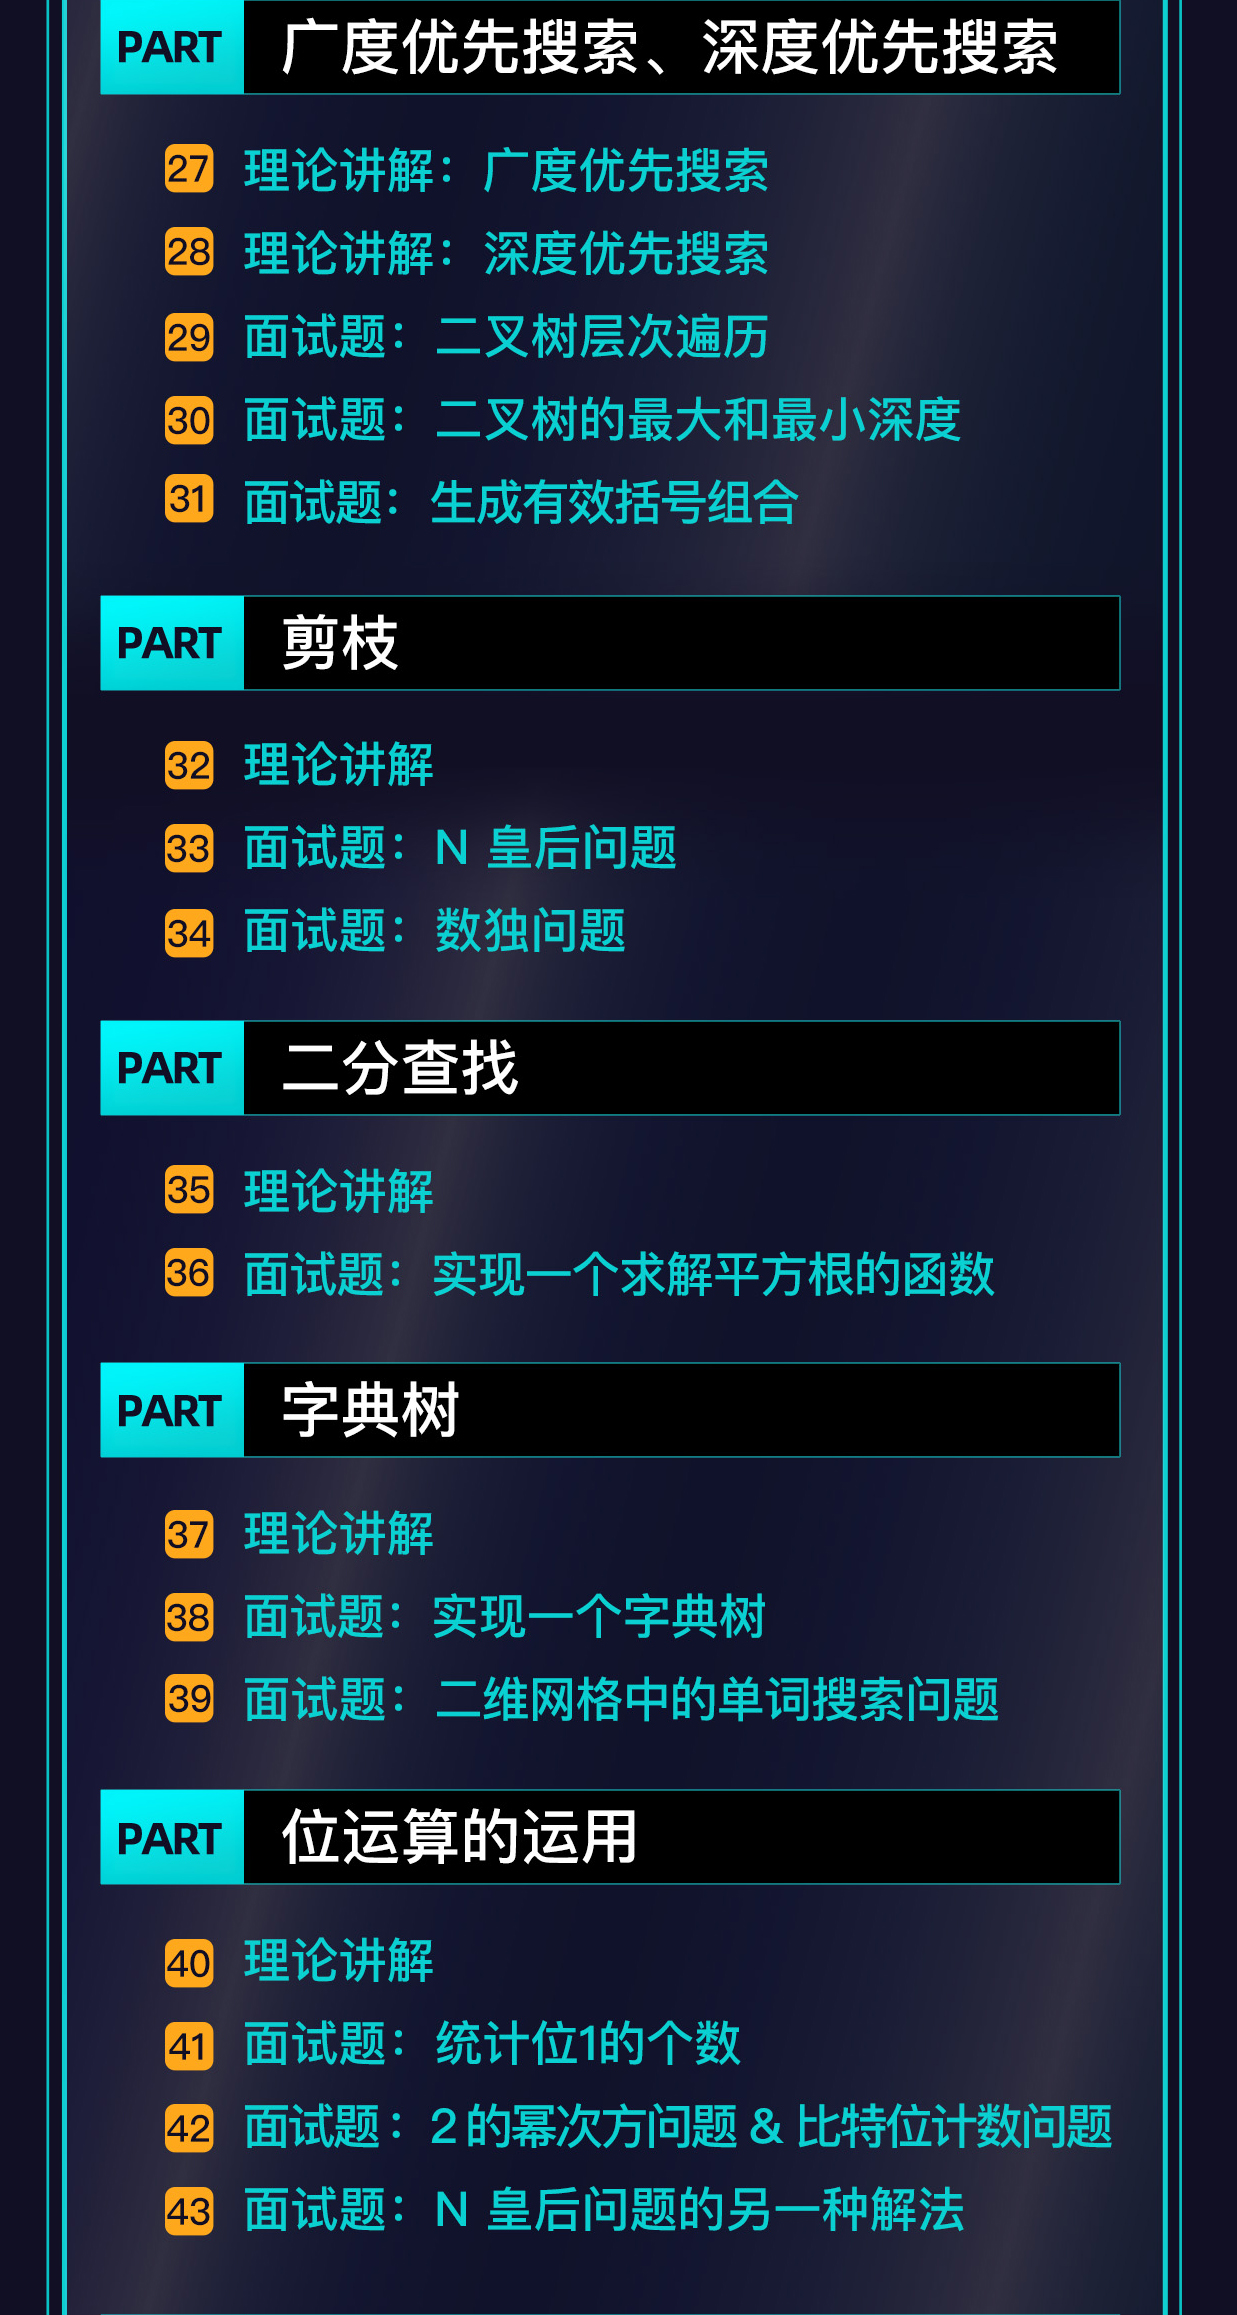 PART 广度优先搜索、深度优先搜索
27 理论讲解：广度优先搜索
28 理论讲解：深度优先搜索
29 面试题：二叉树层次遍历
30 面试题：二叉树的最大和最小深度
31 面试题：生成有效括号组合
PART 剪枝
32 理论讲解
33 面试题：N 皇后问题
34 面试题：数独问题
PART 二分查找
35 理论讲解
36 面试题：实现一个求解平方根的函数
PART 字典树
37 理论讲解
38 面试题：实现一个字典树
39 面试题：二维网格中的单词搜索问题
PART 位运算的运用
40 理论讲解
41 面试题：统计位1的个数
42 面试题：2 的幂次方问题 & 比特位计数问题
43 面试题：N 皇后问题的另一种解法